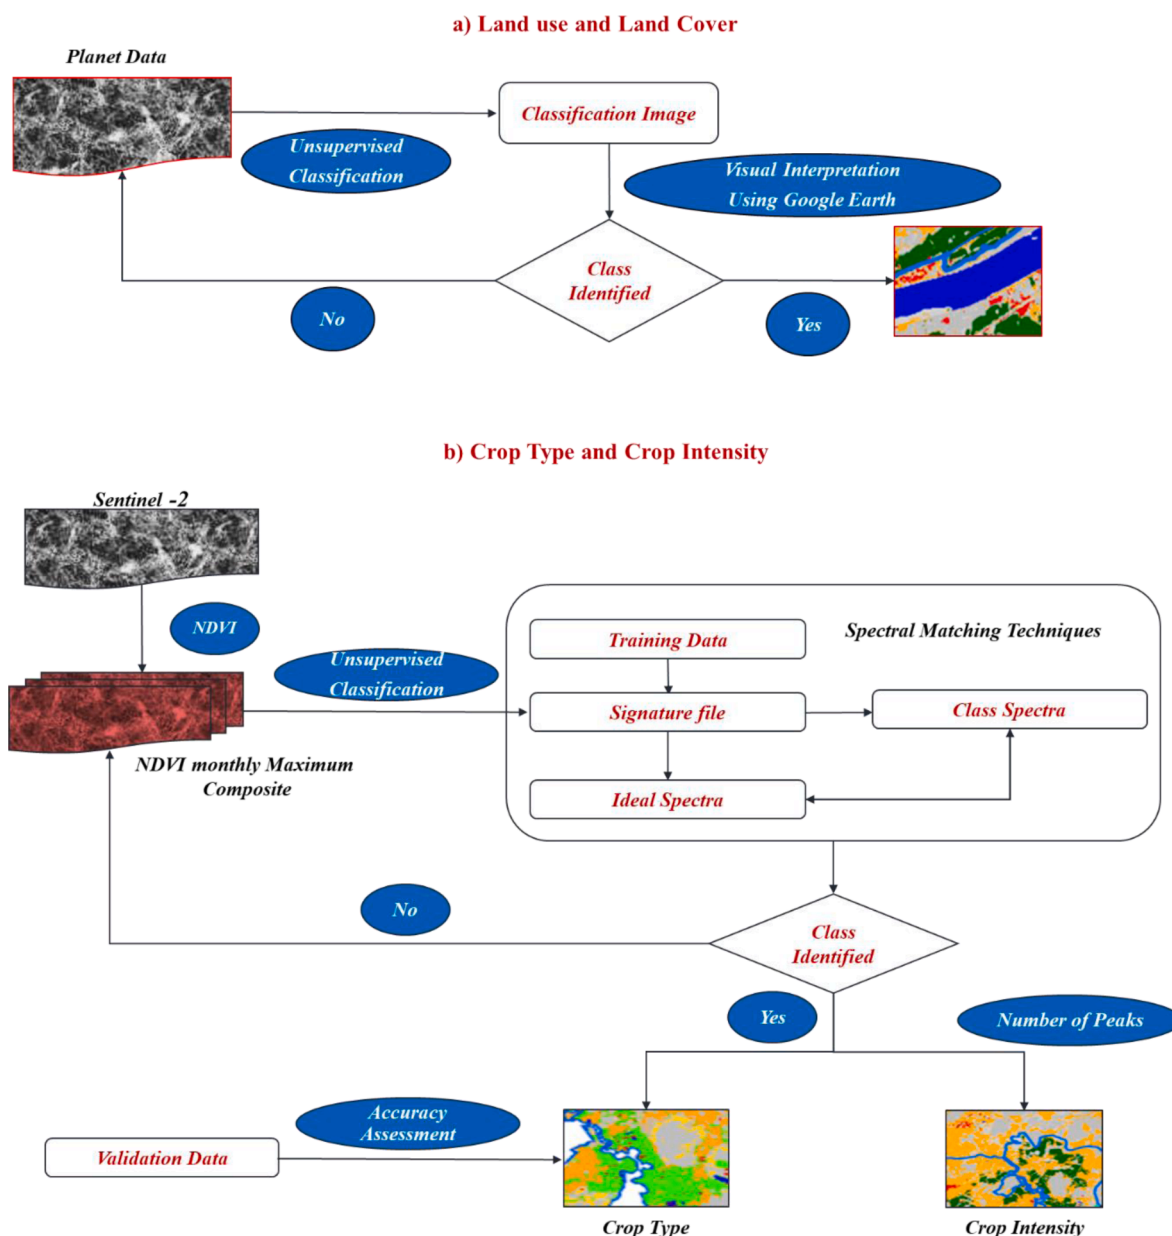 a) Land use and Land Cover
Planet Data
Classification Image
Unsupervised
Classification
Visual Interpretation
Using Google Earth
Class
Identified
No
Yes
b) Crop Type and Crop Intensity
Sentinel -2
NDVI
Unsupervised
Classification
Training Data
Spectral Matching Techniques
Signature file
Class Spectra
NDVI monthly Maximum
Composite
Ideal Spectra
No
Class
Identified
Yes
Number of Peaks
Accuracy
Assessment
Validation Data
Crop Type
Crop Intensity